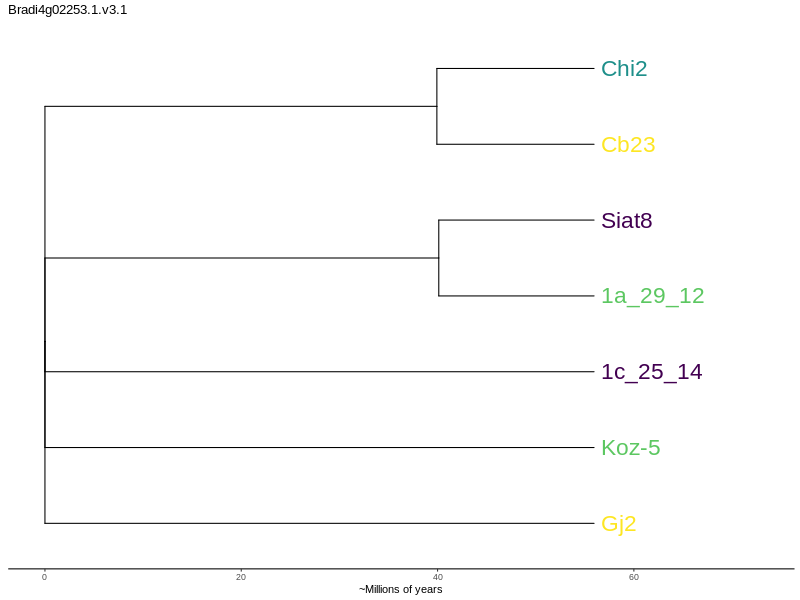 Bradi4g02253.1.v3.1
Chi2
Cb23
Siat8
1a_29_12
1c_25_14
Koz-5
Gj2
0 20 40 60
~Millions of years